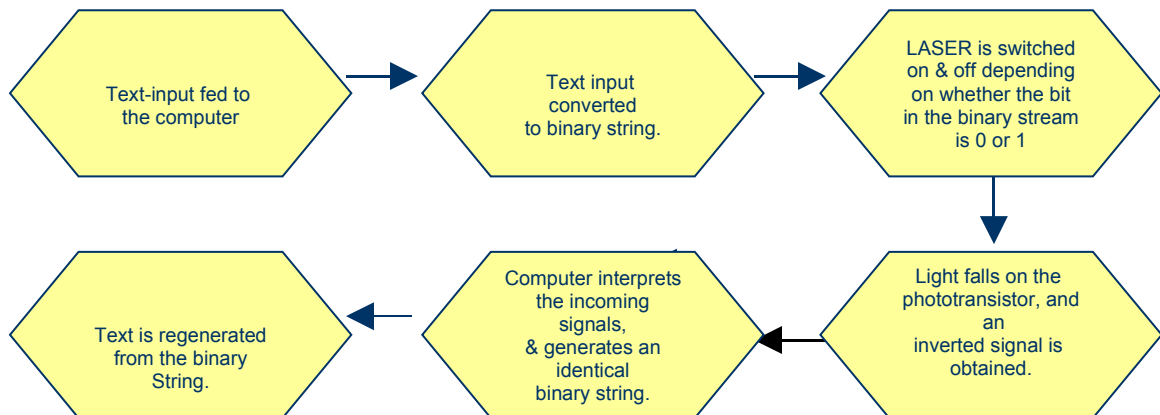 Text-input fed to
the computer
Text input
converted
to binary string.
LASER is switched
on & off depending
on whether the bit
in the binary stream
is 0 or 1
Light falls on the
phototransistor, and
an
inverted signal is
obtained.
Computer interprets
the incoming
signals,
& generates an
identical
binary string.
Text is regenerated
from the binary
String.